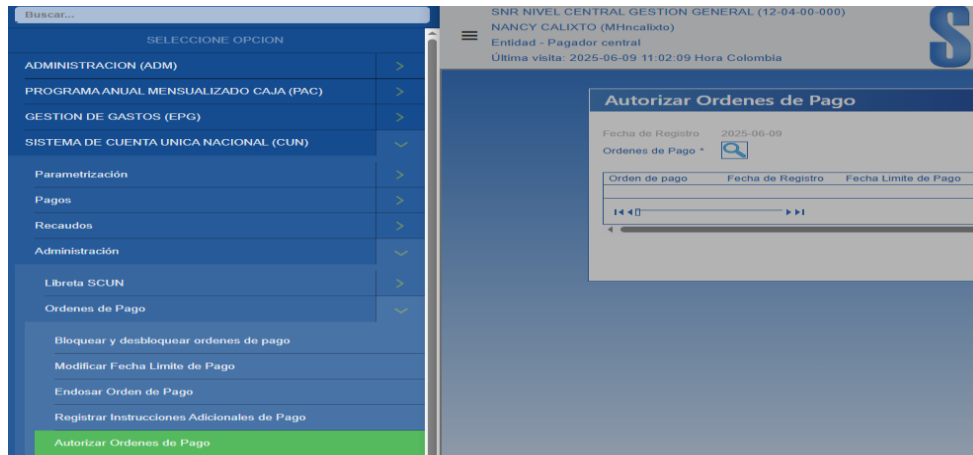 Buscar...
SELECCIONE OPCION
ADMINISTRACION (ADM)
PROGRAMA ANUAL MENSUALIZADO CAJA (PAC)
GESTION DE GASTOS (EPG)
SISTEMA DE CUENTA UNICA NACIONAL (CUN)
Parametrización
Pagos
Recaudos
Administración
Libreta SCUN
Ordenes de Pago
Bloquear y desbloquear ordenes de pago
Modificar Fecha Limite de Pago
Endosar Orden de Pago
Registrar Instrucciones Adicionales de Pago
Autorizar Ordenes de Pago
SNR NIVEL CENTRAL GESTION GENERAL (12-04-00-000)
NANCY CALIXTO (MHncalixto)
Entidad - Pagador central
Última visita: 2025-06-09 11:02:09 Hora Colombia
S
Autorizar Ordenes de Pago
Fecha de Registro 2025-06-09
Ordenes de Pago *
Orden de pago Fecha de Registro Fecha Limite de Pago